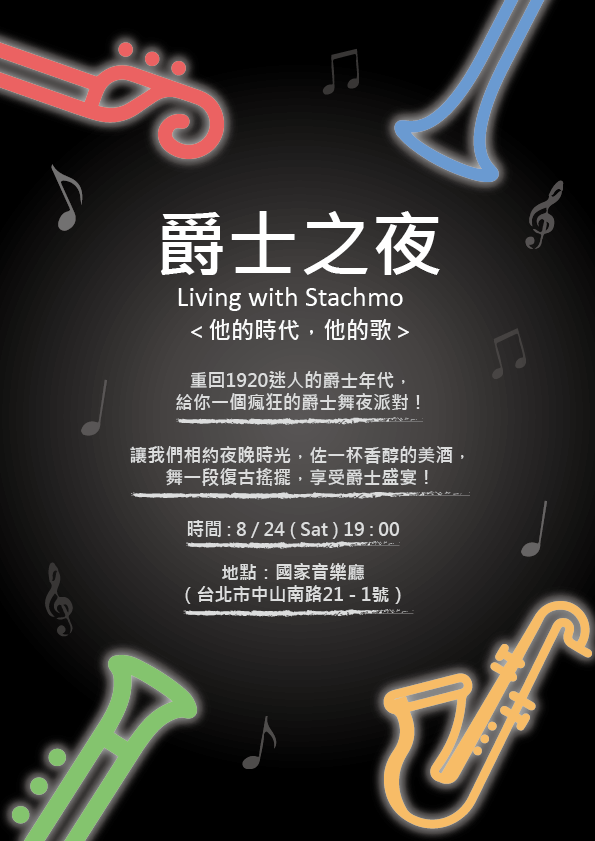 爵士之夜
Living with Stachmo
<他的時代，他的歌>
重回1920迷人的爵士年代，
給你一個瘋狂的爵士舞夜派對！
讓我們相約夜晚時光，佐一杯香醇的美酒，
舞一段復古搖擺，享受爵士盛宴！
時間 : 8 / 24 ( Sat ) 19 : 00
地點：國家音樂廳
( 台北市中山南路21 - 1號 )